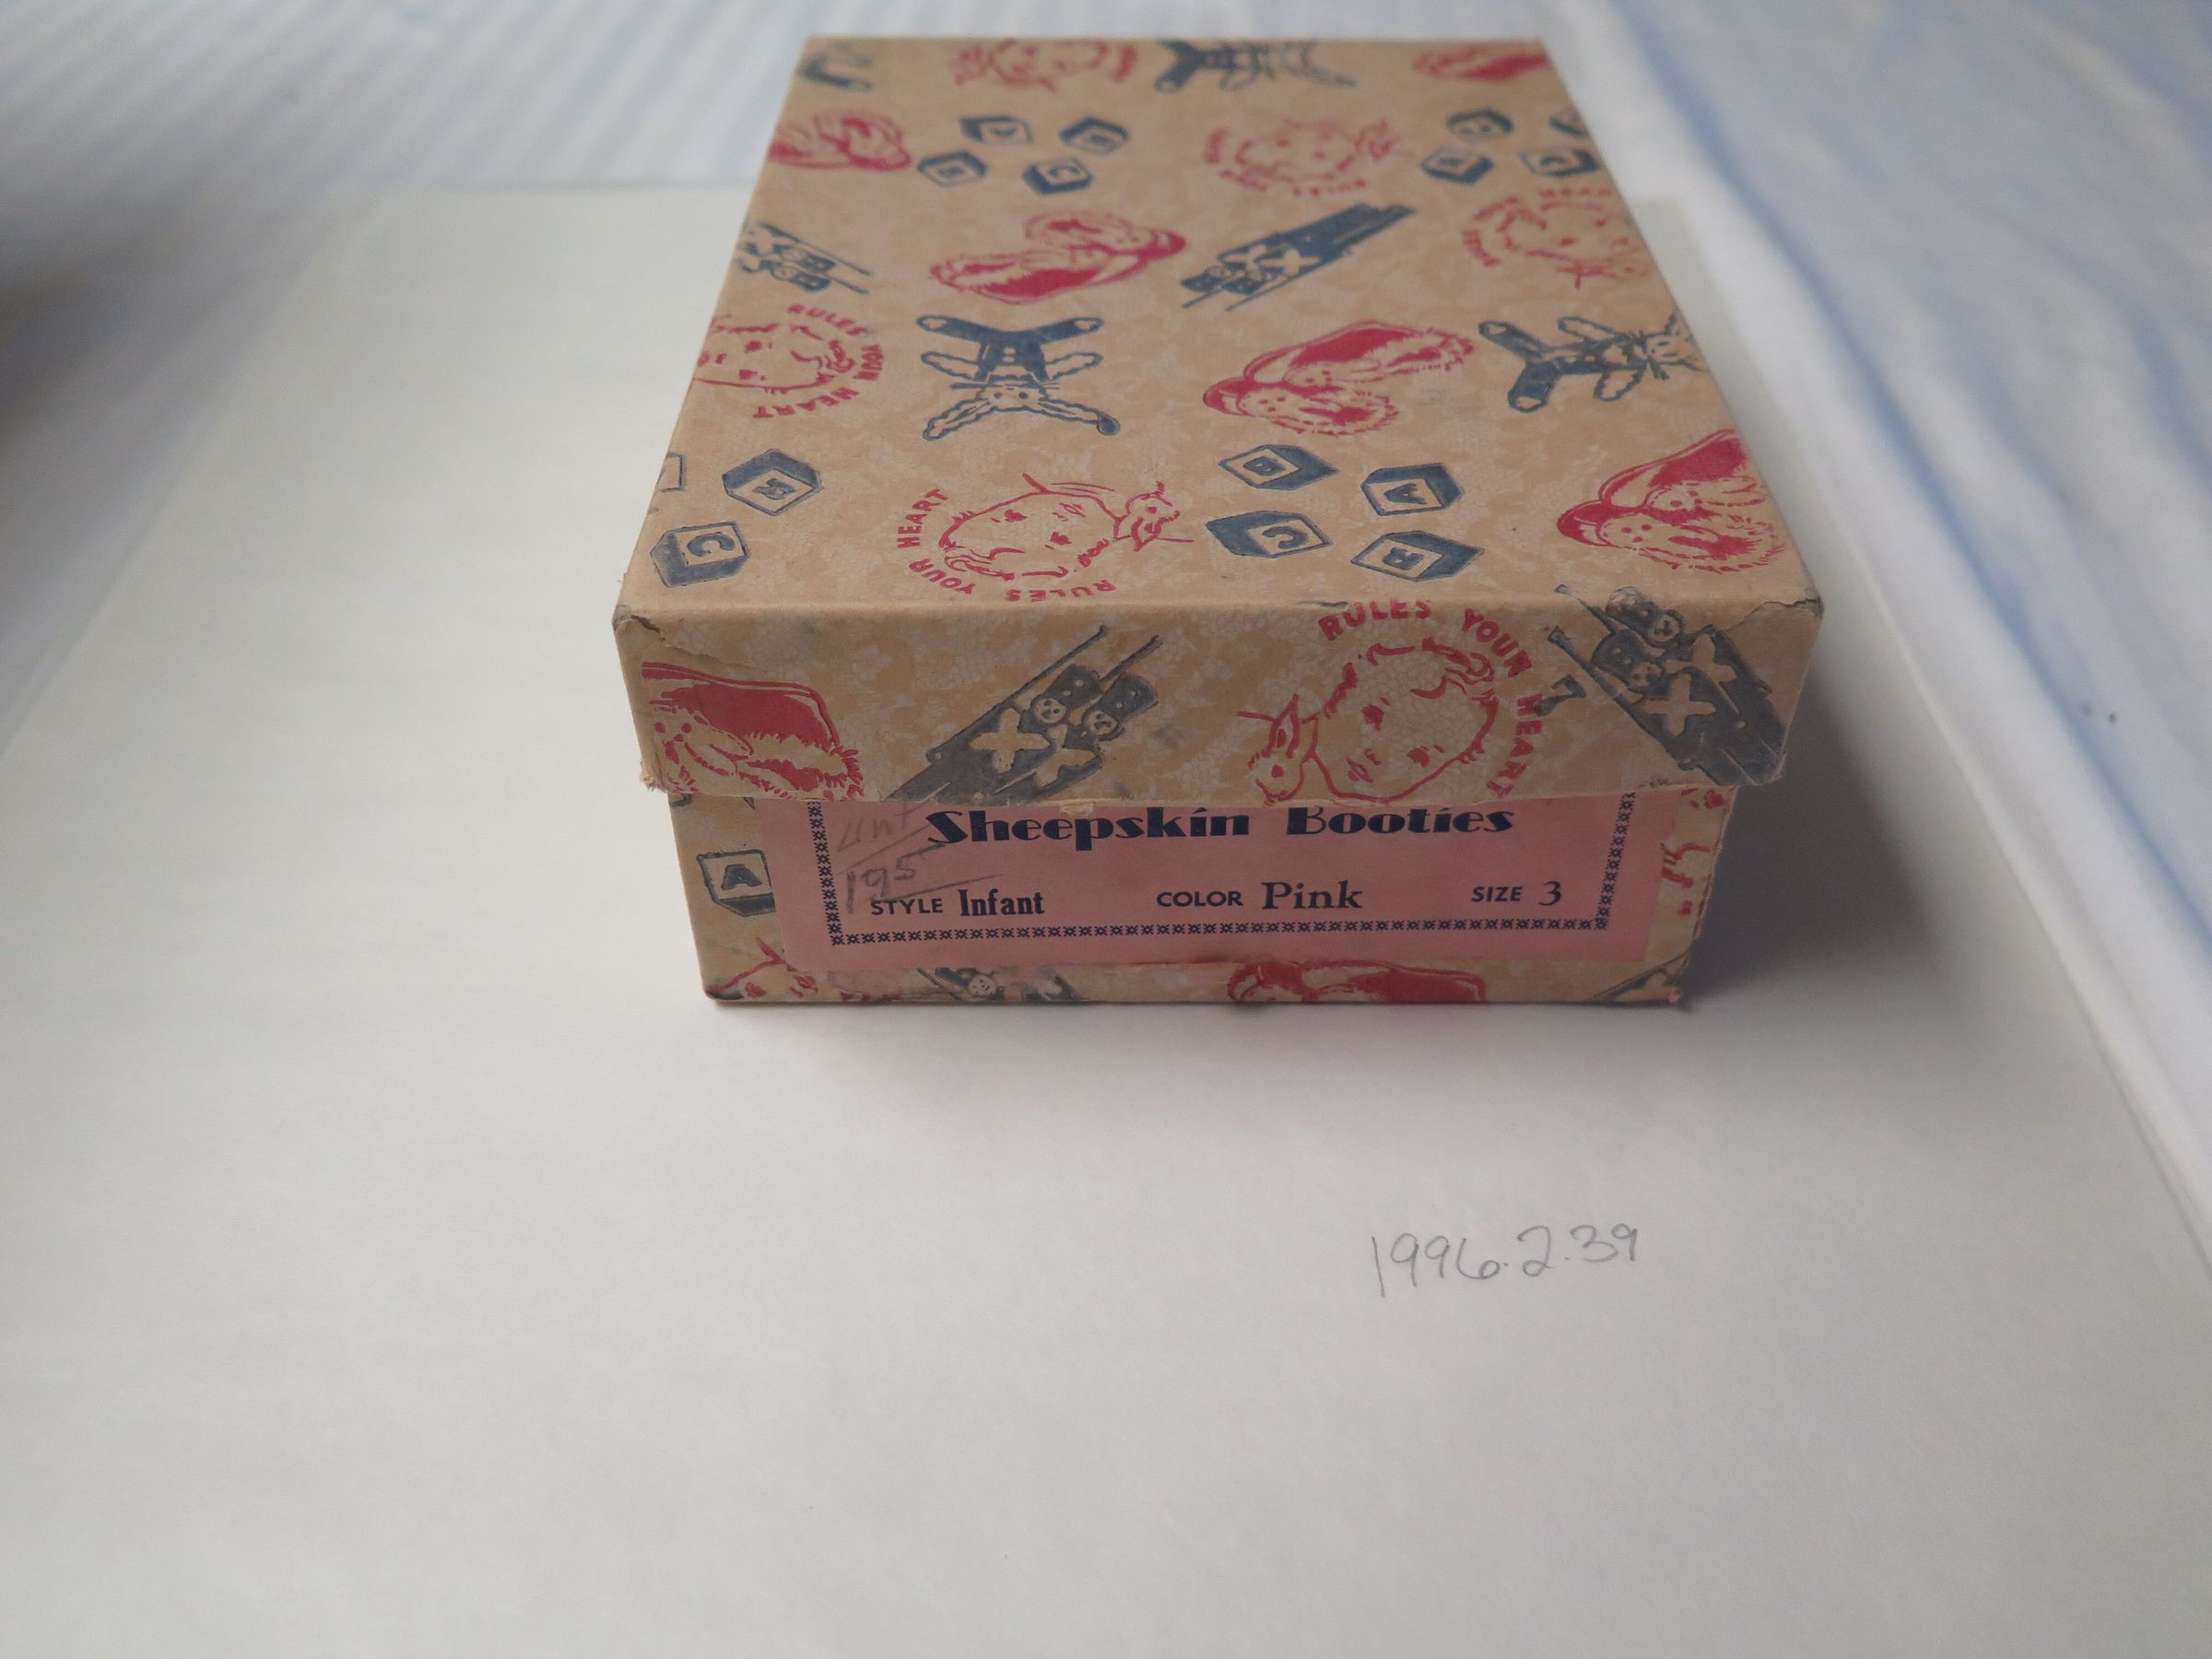 RULES YOUR HEART
RULES YOUR HEART
RULES YOUR HEART
C
B
A
B
C
A
Sheepskin Booties
195
STYLE Infant COLOR Pink SIZE 3
1996.2.39